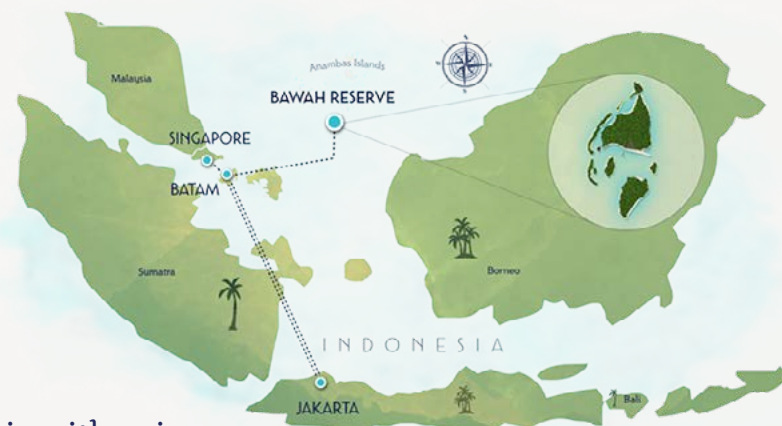 Malaysia
Anambas Islands
BAWAH RESERVE
SINGAPORE
BATAM
Sumatra
Borneo
INDONESIA
JAKARTA
Bali